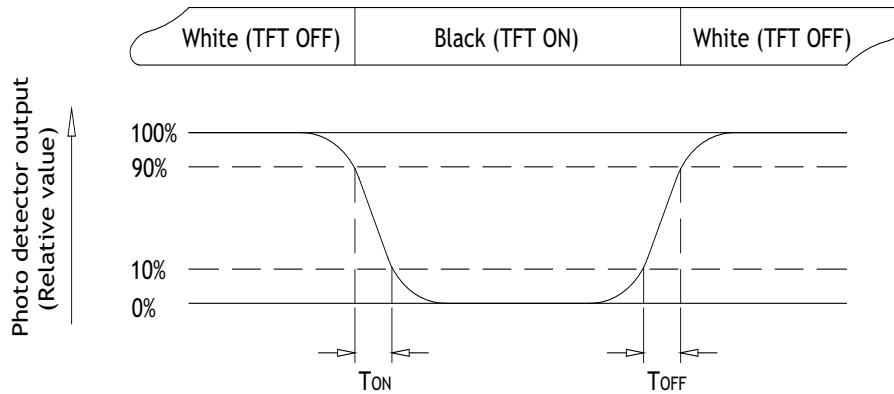 White (TFT OFF)
Black (TFT ON)
White (TFT OFF)
Photo detector output
(Relative value)
100%
90%
10%
0%
TON
TOFF